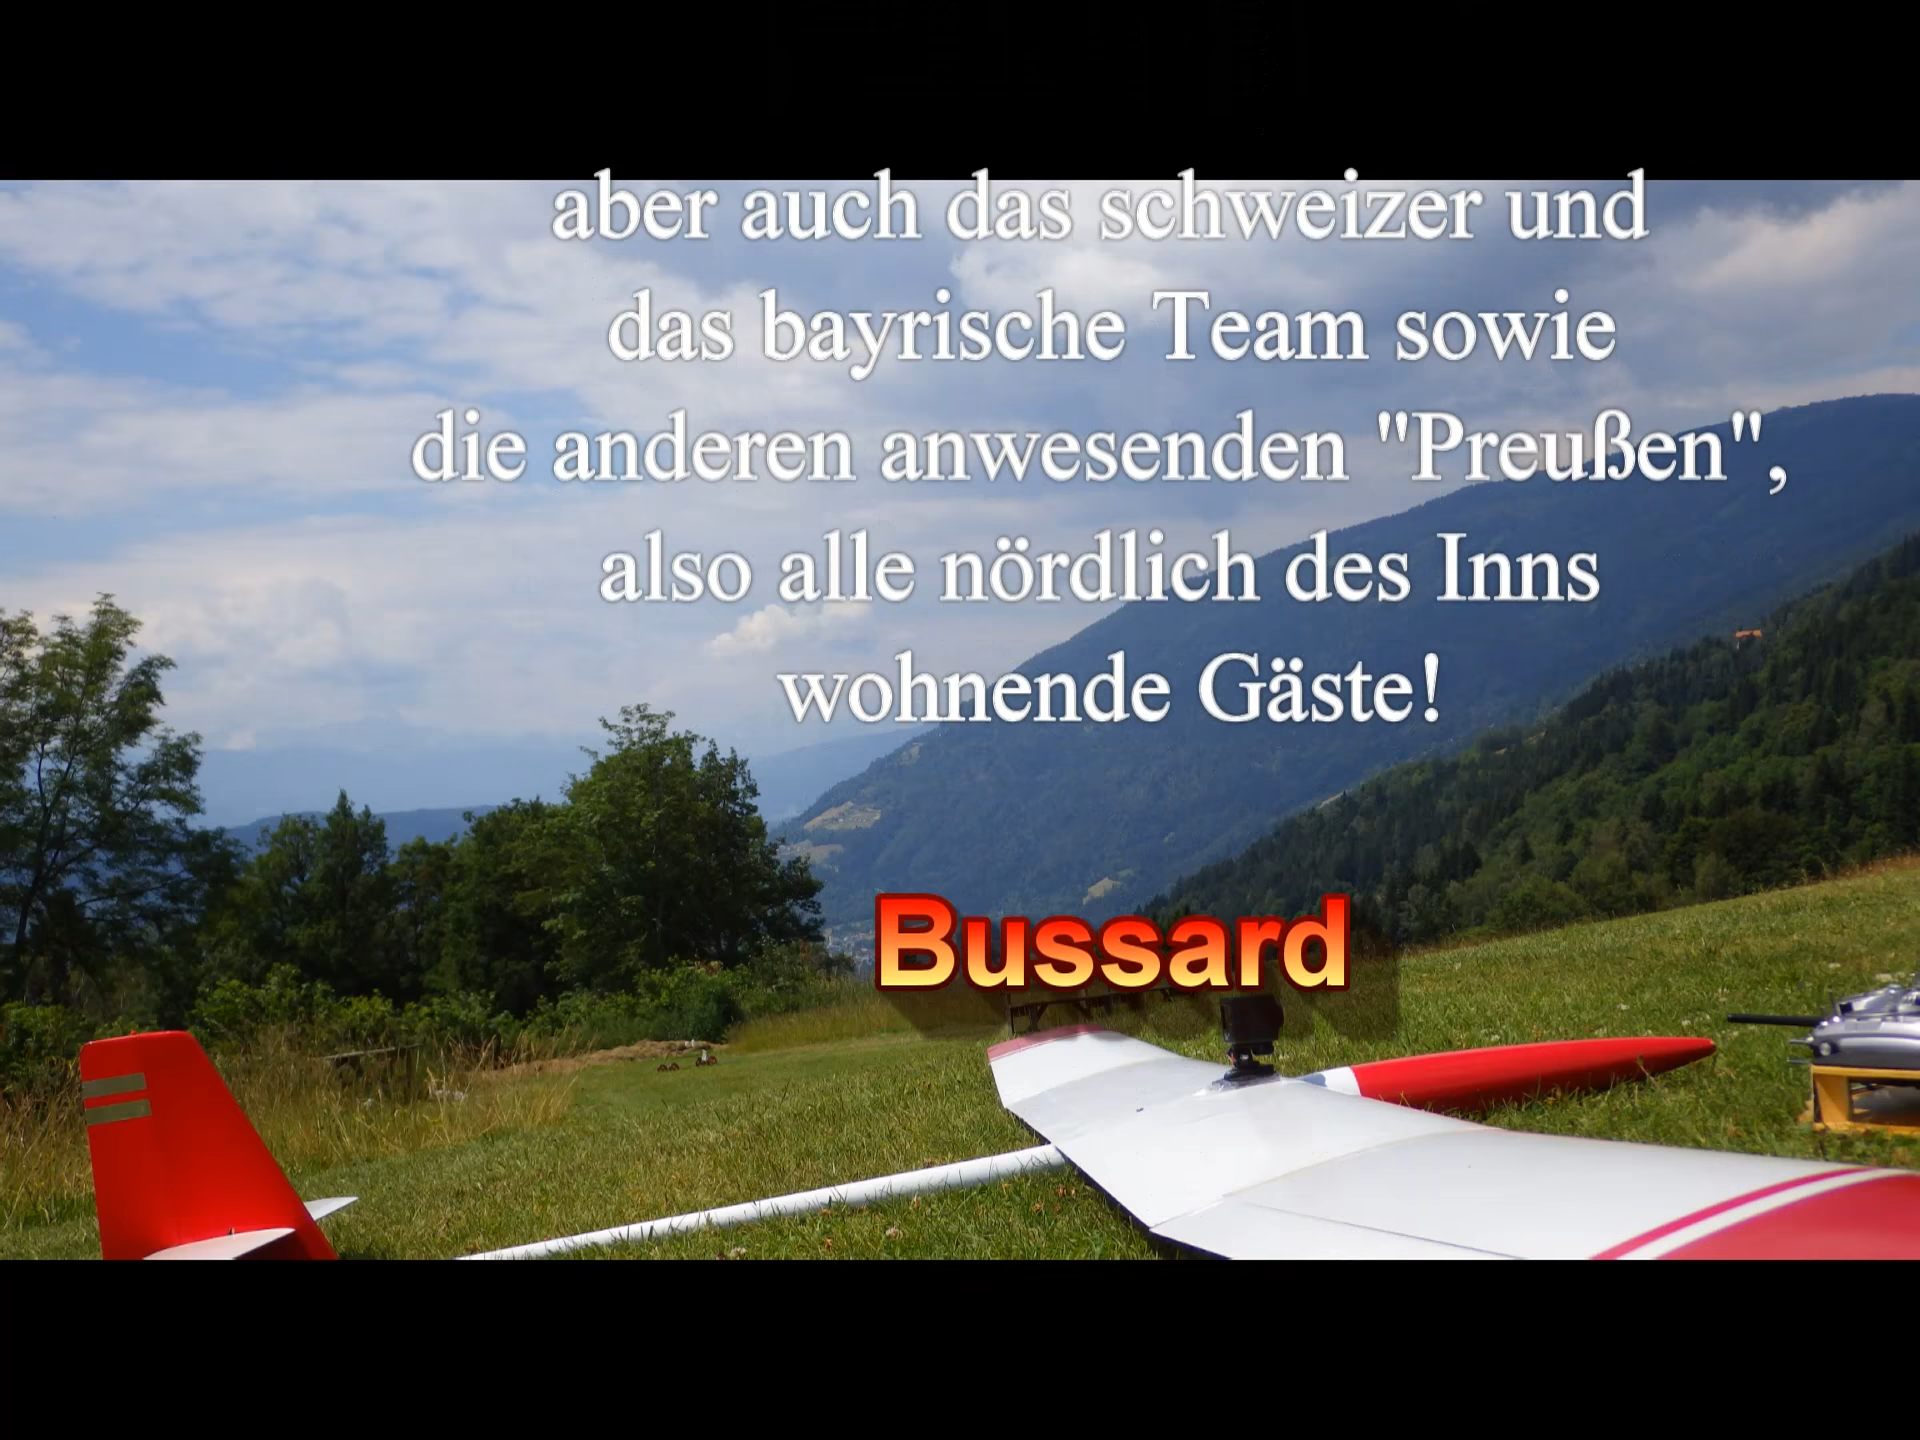 aber auch das schweizer und
das bayrische Team sowie
die anderen anwesenden "Preußen",
also alle nördlich des Inns
wohnende Gäste!
Bussard